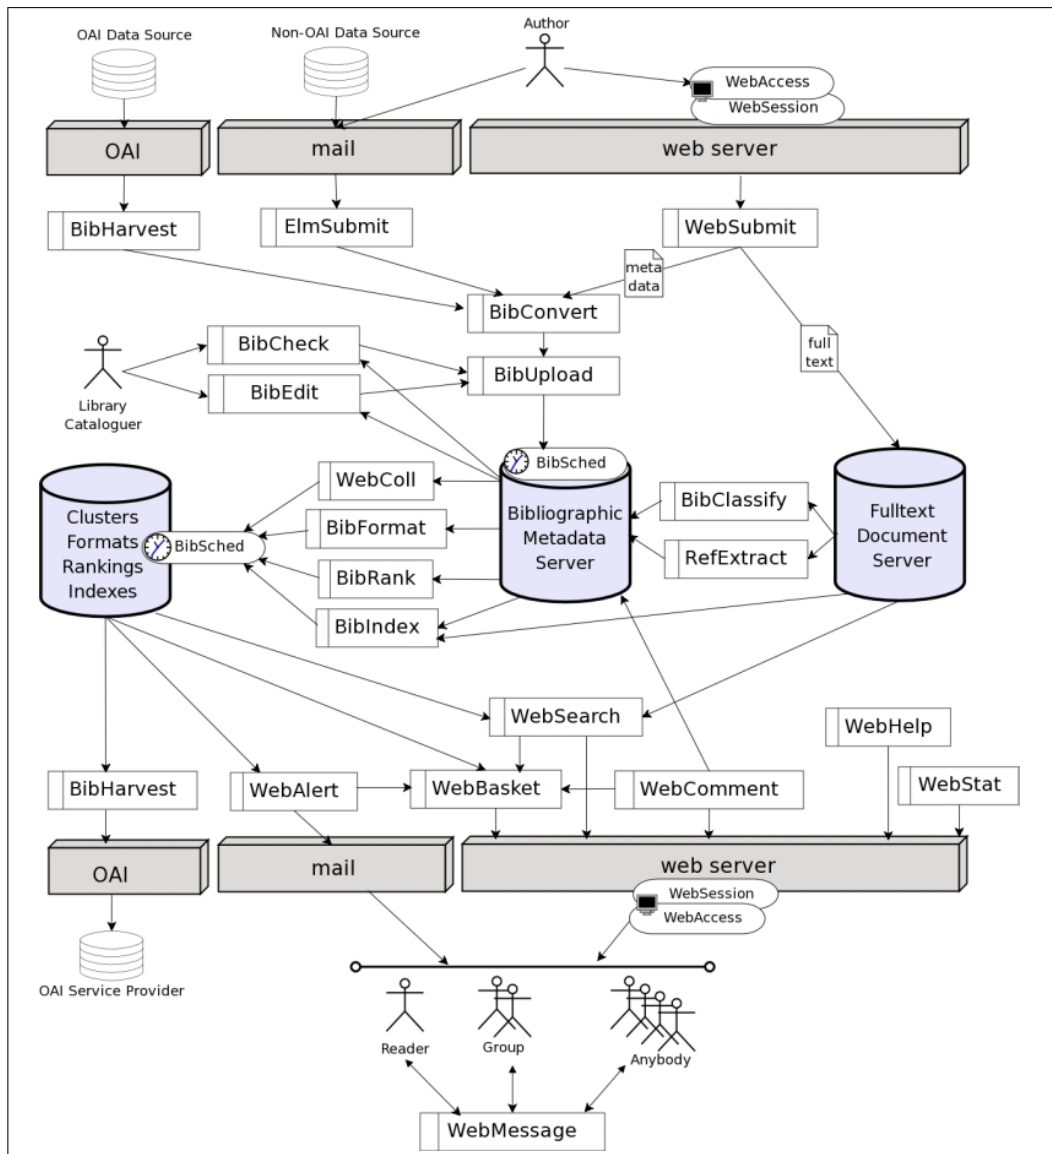 Author
OAI Data Source
Non-OAI Data Source
WebAccess
WebSession
OAI
mail
web server
BibHarvest
ElmSubmit
WebSubmit
meta
data
BibConvert
full
text
BibCheck
BibUpload
BibEdit
Library
Cataloguer
BibSched
WebColl
BibClassify
Clusters
Formats
Rankings
Indexes
BibSched
BibFormat
Bibliographic
Metadata
Server
Fulltext
Document
Server
RefExtract
BibRank
BibIndex
WebSearch
WebHelp
BibHarvest
WebAlert
WebBasket
WebComment
WebStat
OAI
mail
web server
WebSession
WebAccess
OAI Service Provider
Reader
Group
Anybody
WebMessage